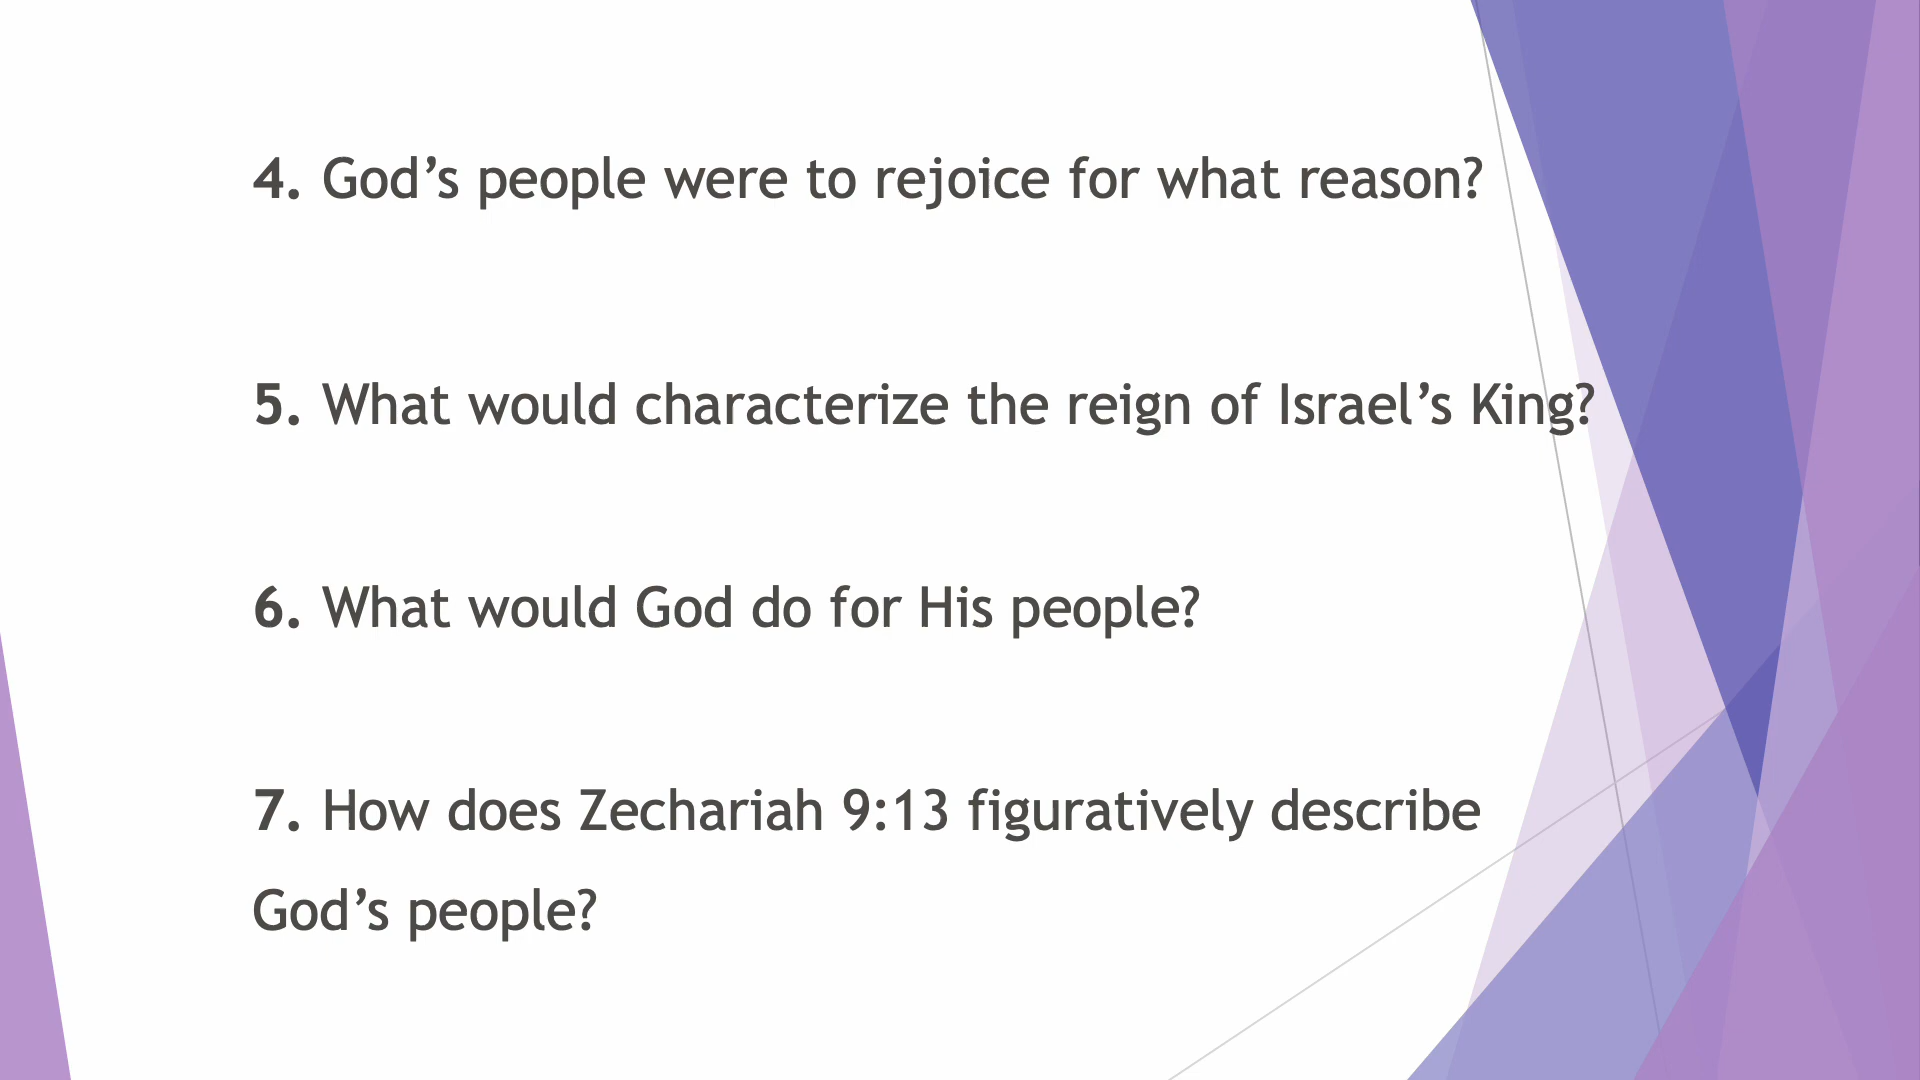 4. God’s people were to rejoice for what reason?
5. What would characterize the reign of Israel’s King?
6. What would God do for His people?
7. How does Zechariah 9:13 figuratively describe
God’s people?